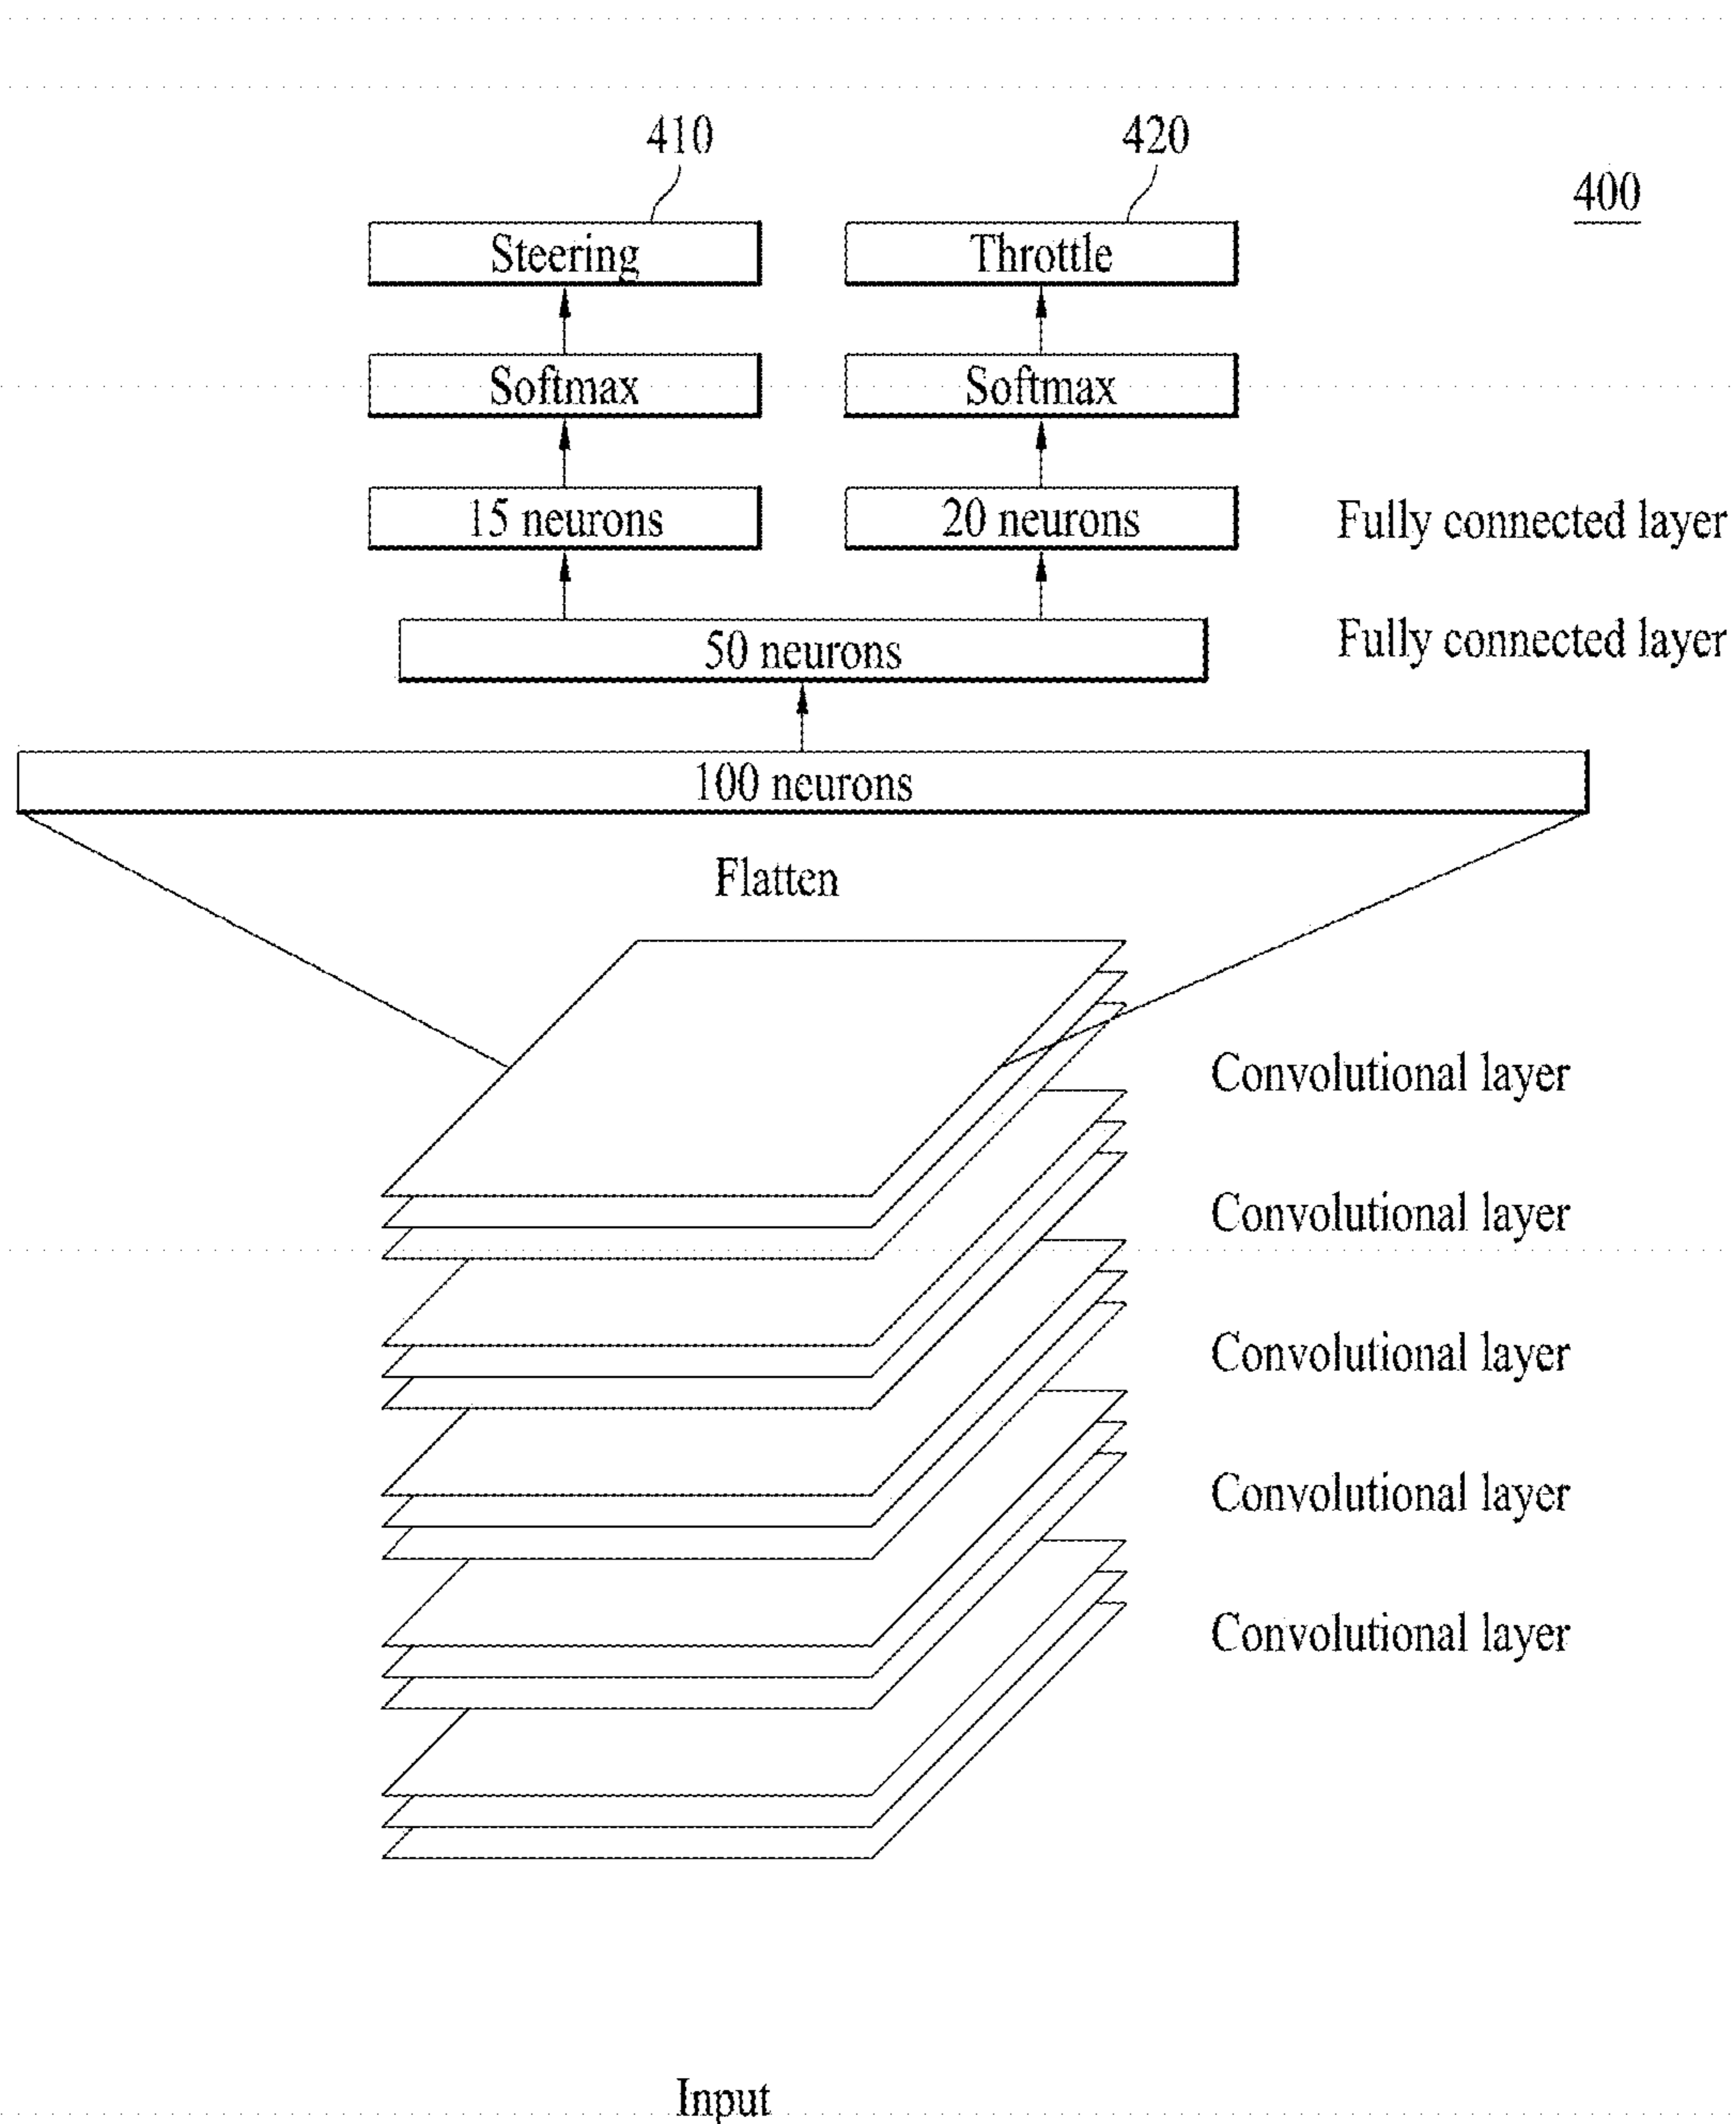 410 420
400
Steering Throttle
Softmax Softmax
15 neurons 20 neurons Fully connected layer
50 neurons Fully connected layer
100 neurons
Flatten
Convolutional layer
Convolutional layer
Convolutional layer
Convolutional layer
Convolutional layer
Input